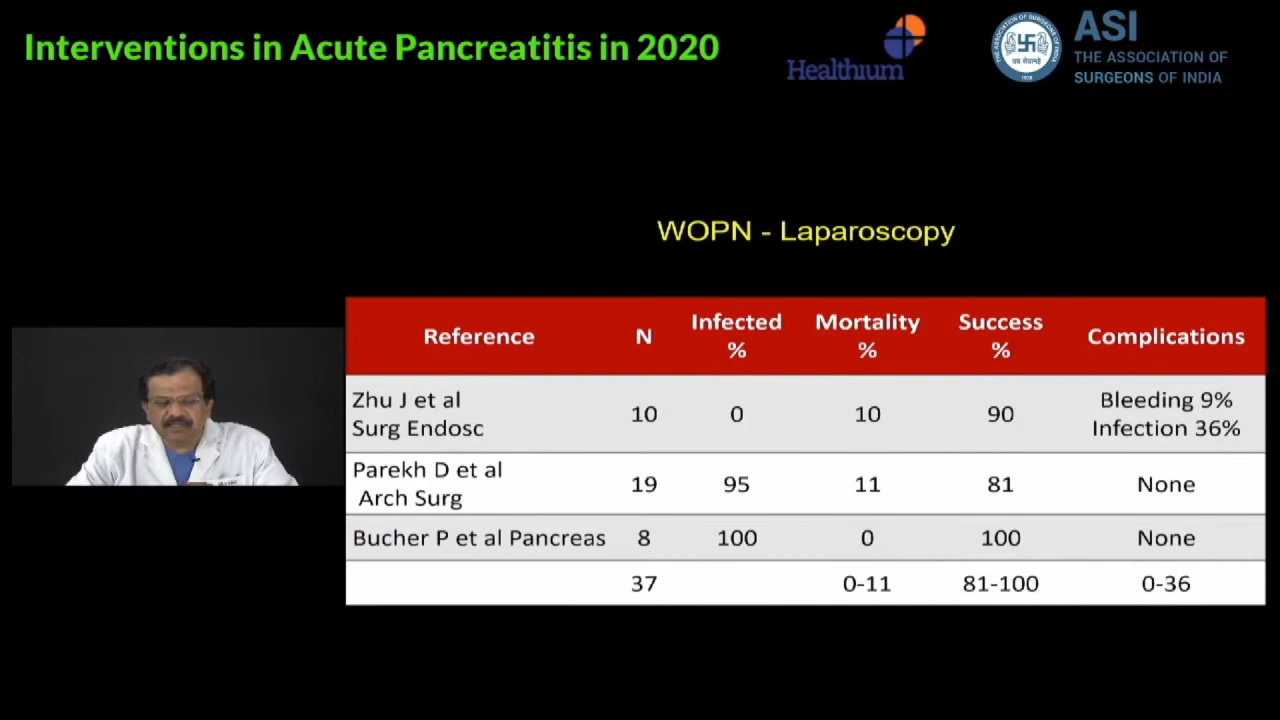 Interventions in Acute Pancreatitis in 2020
Healthium
ASI
THE ASSOCIATION OF
SURGEONS OF INDIA
WOPN - Laparoscopy
Reference N Infected % Mortality % Success % Complications
Zhu J et al Surg Endosc 10 0 10 90 Bleeding 9% Infection 36%
Parekh D et al Arch Surg 19 95 11 81 None
Bucher P et al Pancreas 8 100 0 100 None
37 0-11 81-100 0-36